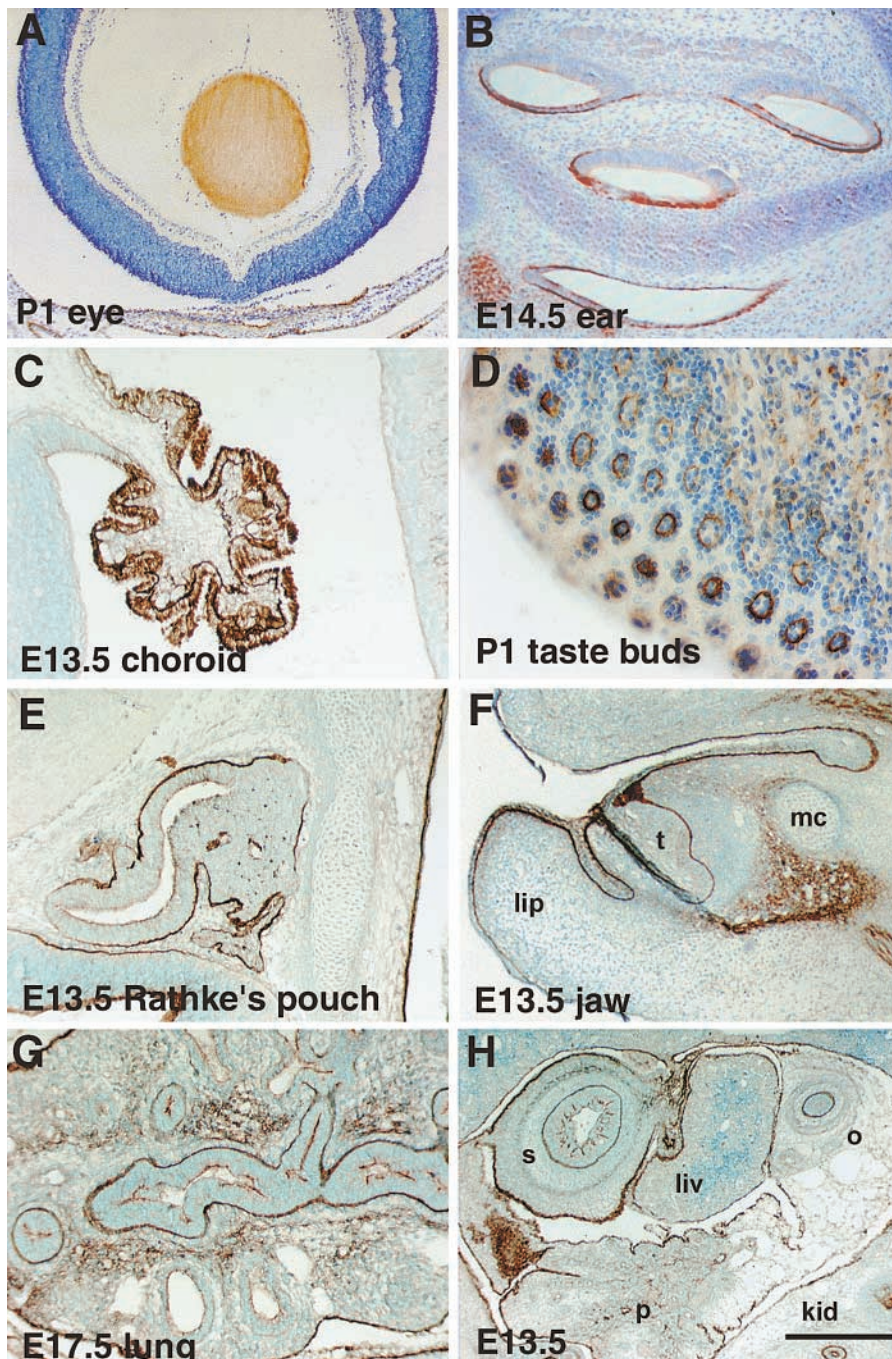 A
P1 eye
B
E14.5 ear
C
E13.5 choroid
D
P1 taste buds
E
E13.5 Rathke's pouch
F
t
mc
lip
E13.5 jaw
G
E17.5 lung
H
s
liv
o
p
kid
E13.5